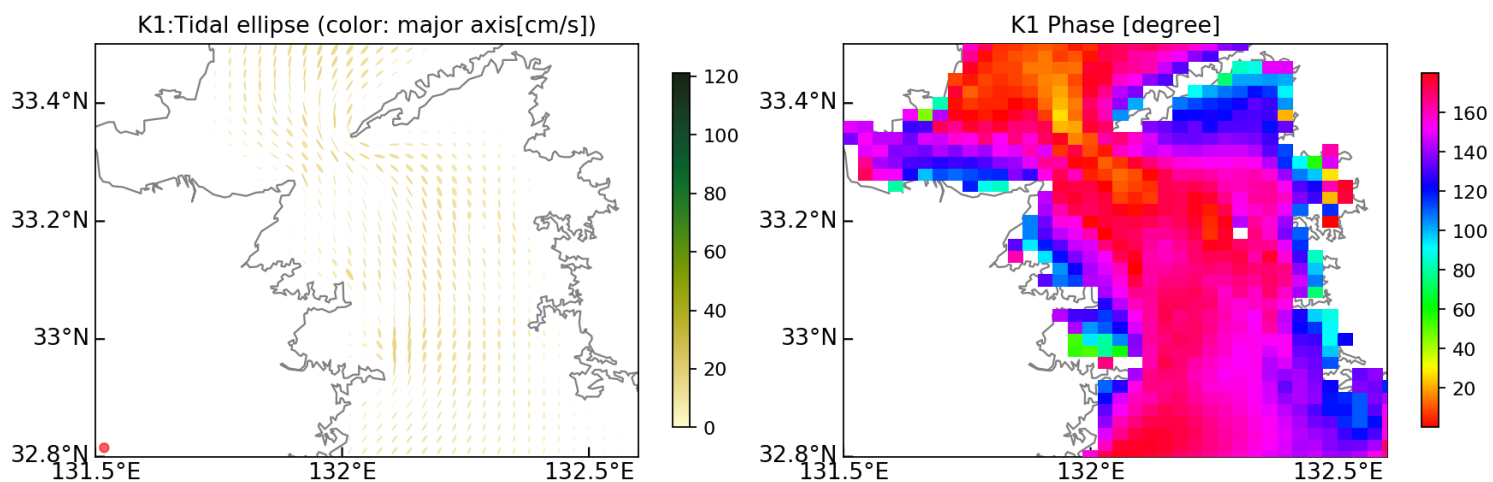 K1:Tidal ellipse (color: major axis[cm/s])
33.4°N
33.2°N
33°N
32.8°N
131.5°E
132°E
132.5°E
120
100
80
60
40
20
0
K1 Phase [degree]
33.4°N
33.2°N
33°N
32.8°N
131.5°E
132°E
132.5°E
160
140
120
100
80
60
40
20